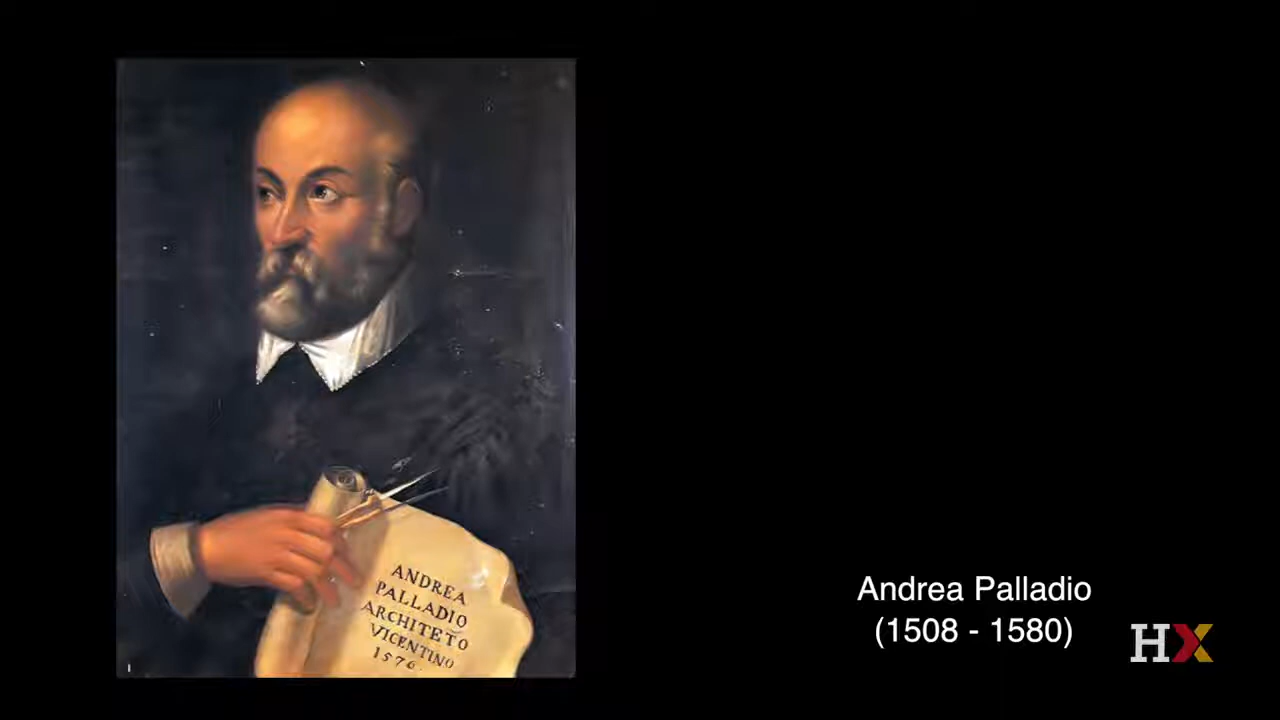 ANDREA
PALLADIO
ARCHITETO
VICENTINO
1576.
Andrea Palladio
(1508 - 1580)
HX